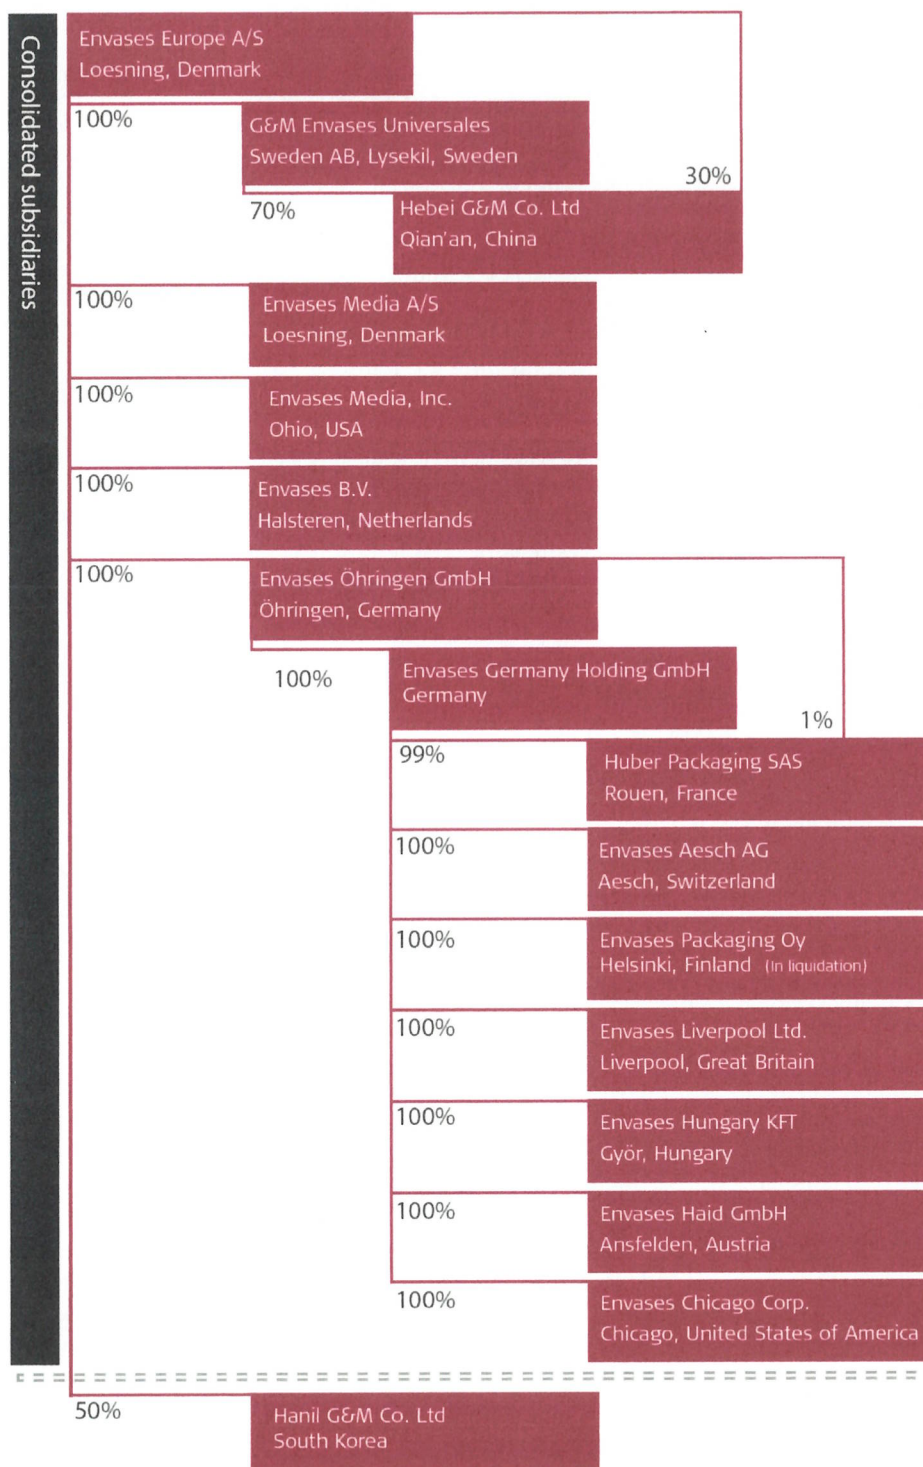 Consolidated subsidiaries
Envases Europe A/S
Loesning, Denmark
100%
G&M Envases Universales
Sweden AB, Lysekil, Sweden
30%
70%
Hebei G&M Co. Ltd
Qian'an, China
100%
Envases Media A/S
Loesning, Denmark
100%
Envases Media, Inc.
Ohio, USA
100%
Envases B.V.
Halsteren, Netherlands
100%
Envases Öhringen GmbH
Öhringen, Germany
100%
Envases Germany Holding GmbH
Germany
1%
99%
Huber Packaging SAS
Rouen, France
100%
Envases Aesch AG
Aesch, Switzerland
100%
Envases Packaging Oy
Helsinki, Finland (In liquidation)
100%
Envases Liverpool Ltd.
Liverpool, Great Britain
100%
Envases Hungary KFT
Györ, Hungary
100%
Envases Haid GmbH
Ansfelden, Austria
100%
Envases Chicago Corp.
Chicago, United States of America
50%
Hanil G&M Co. Ltd
South Korea